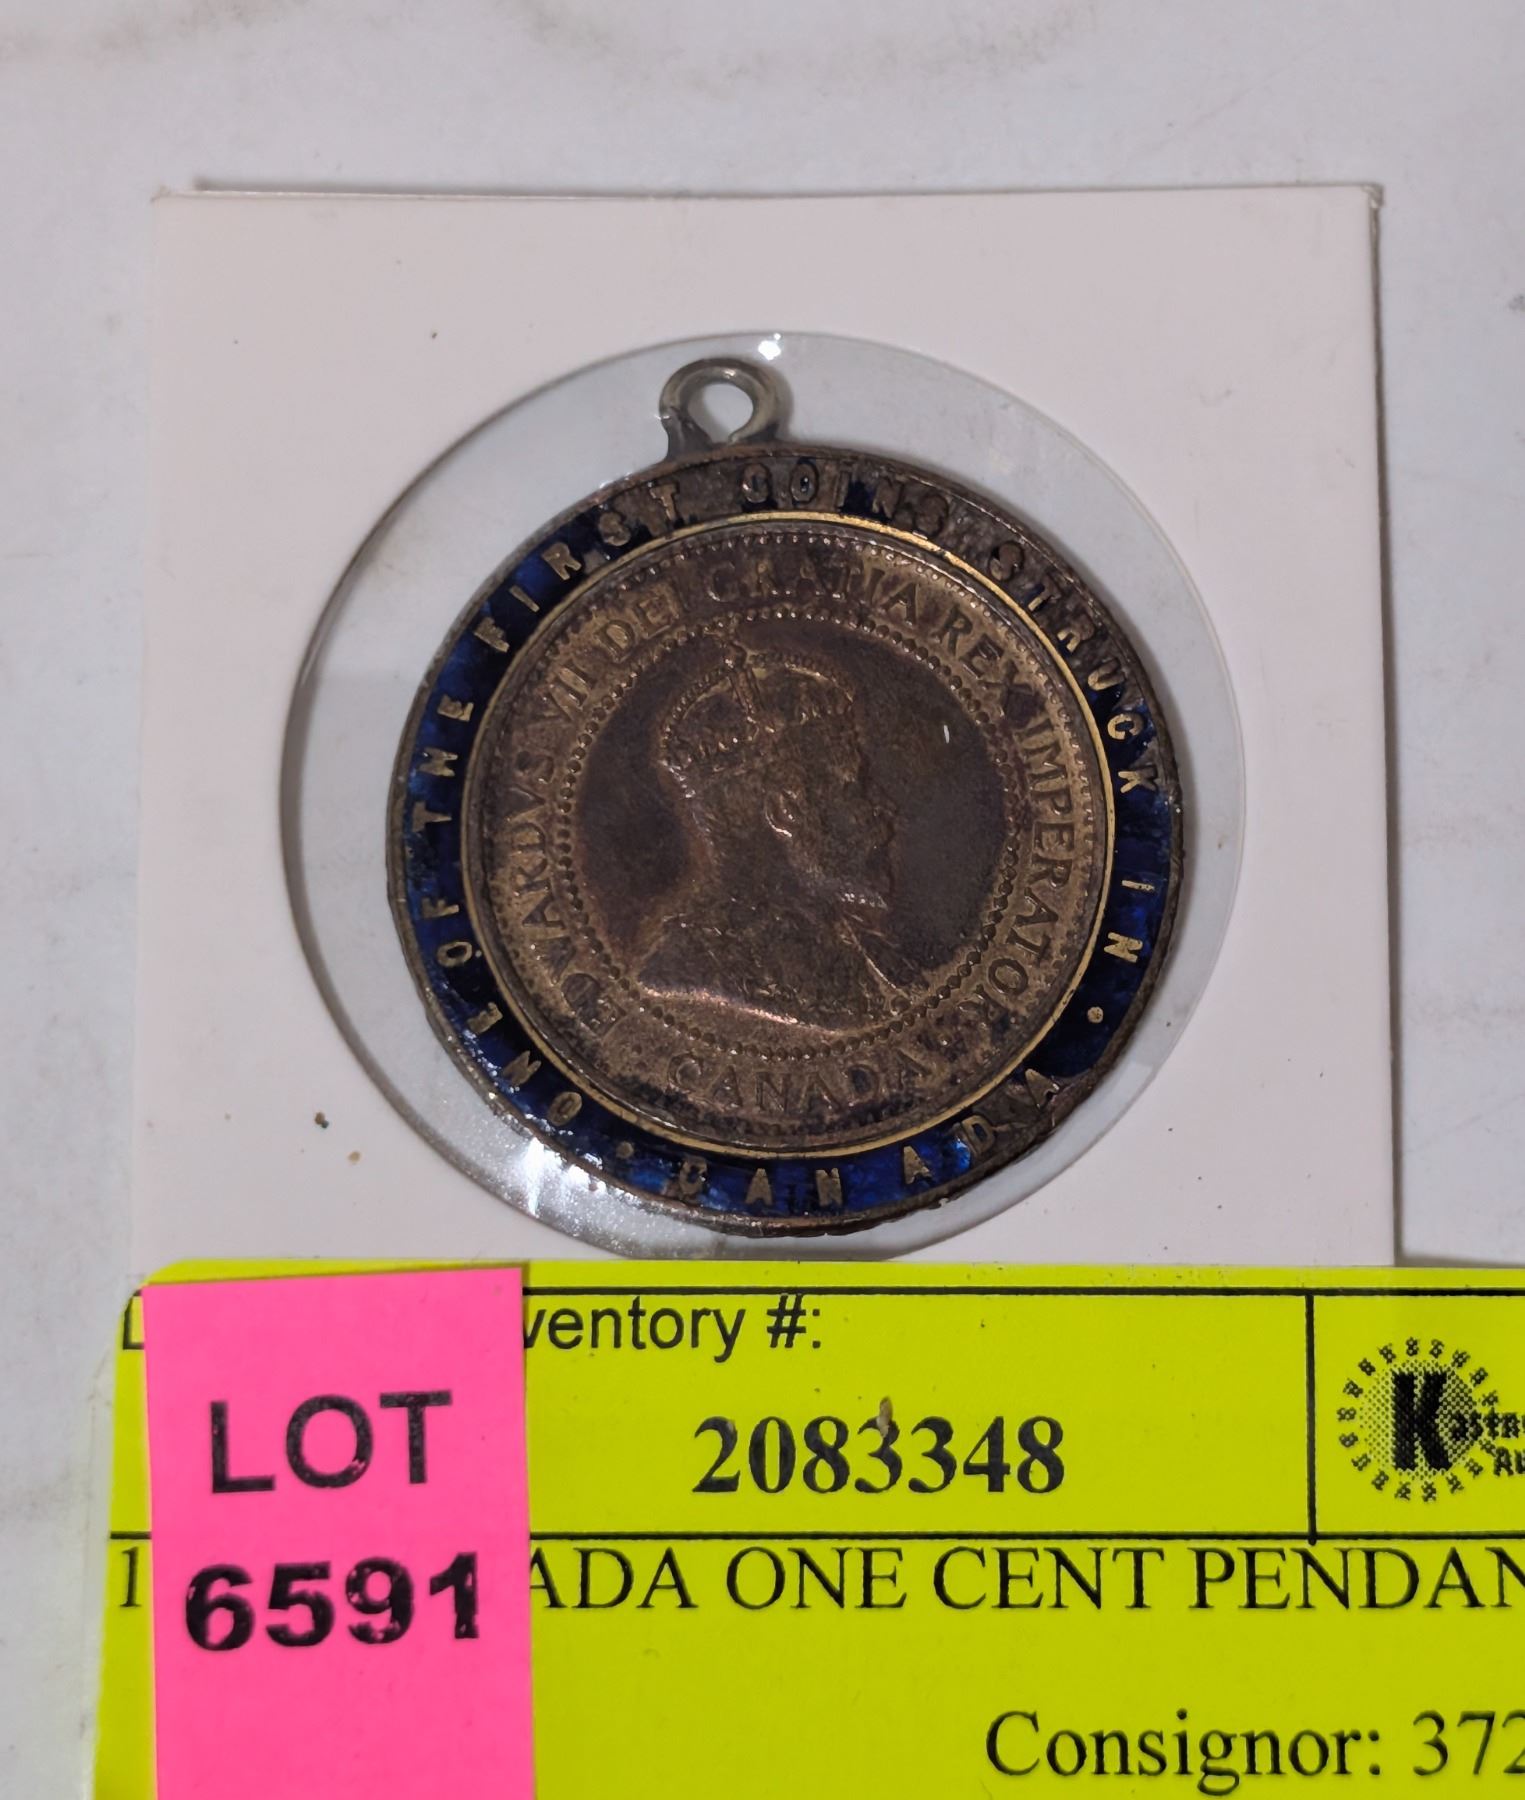 ONE OF THE FIRST COINS STRUCK IN • CANADA •
EDWARDVS VII DEI GRATIA REX IMPERATOR
CANADA
ventory #:
LOT
6591
2083348
K
1
ADA ONE CENT PENDAN
Consignor: 372